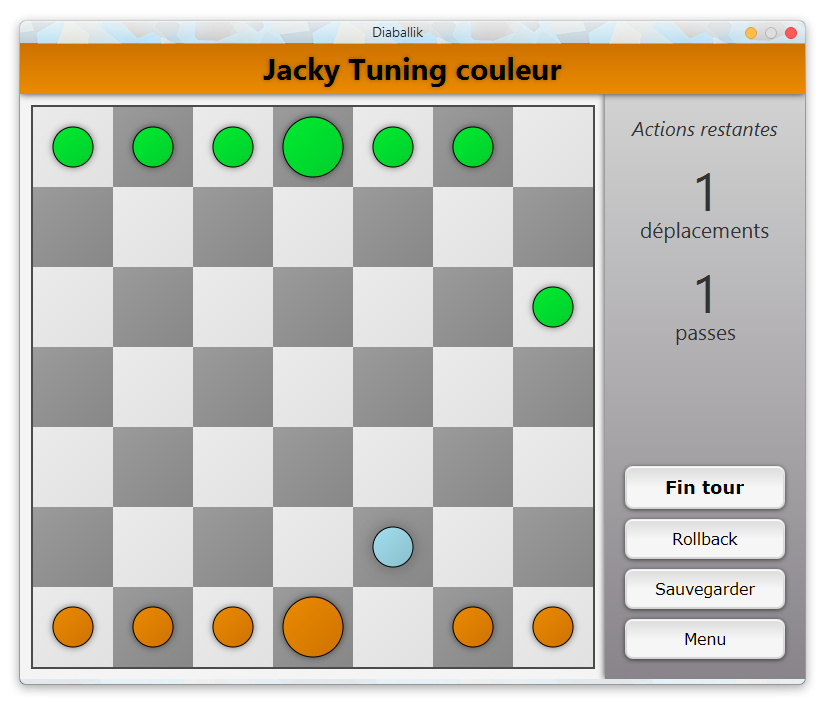 Diaballik
Jacky Tuning couleur
Actions restantes
1
déplacements
1
passes
Fin tour
Rollback
Sauvegarder
Menu